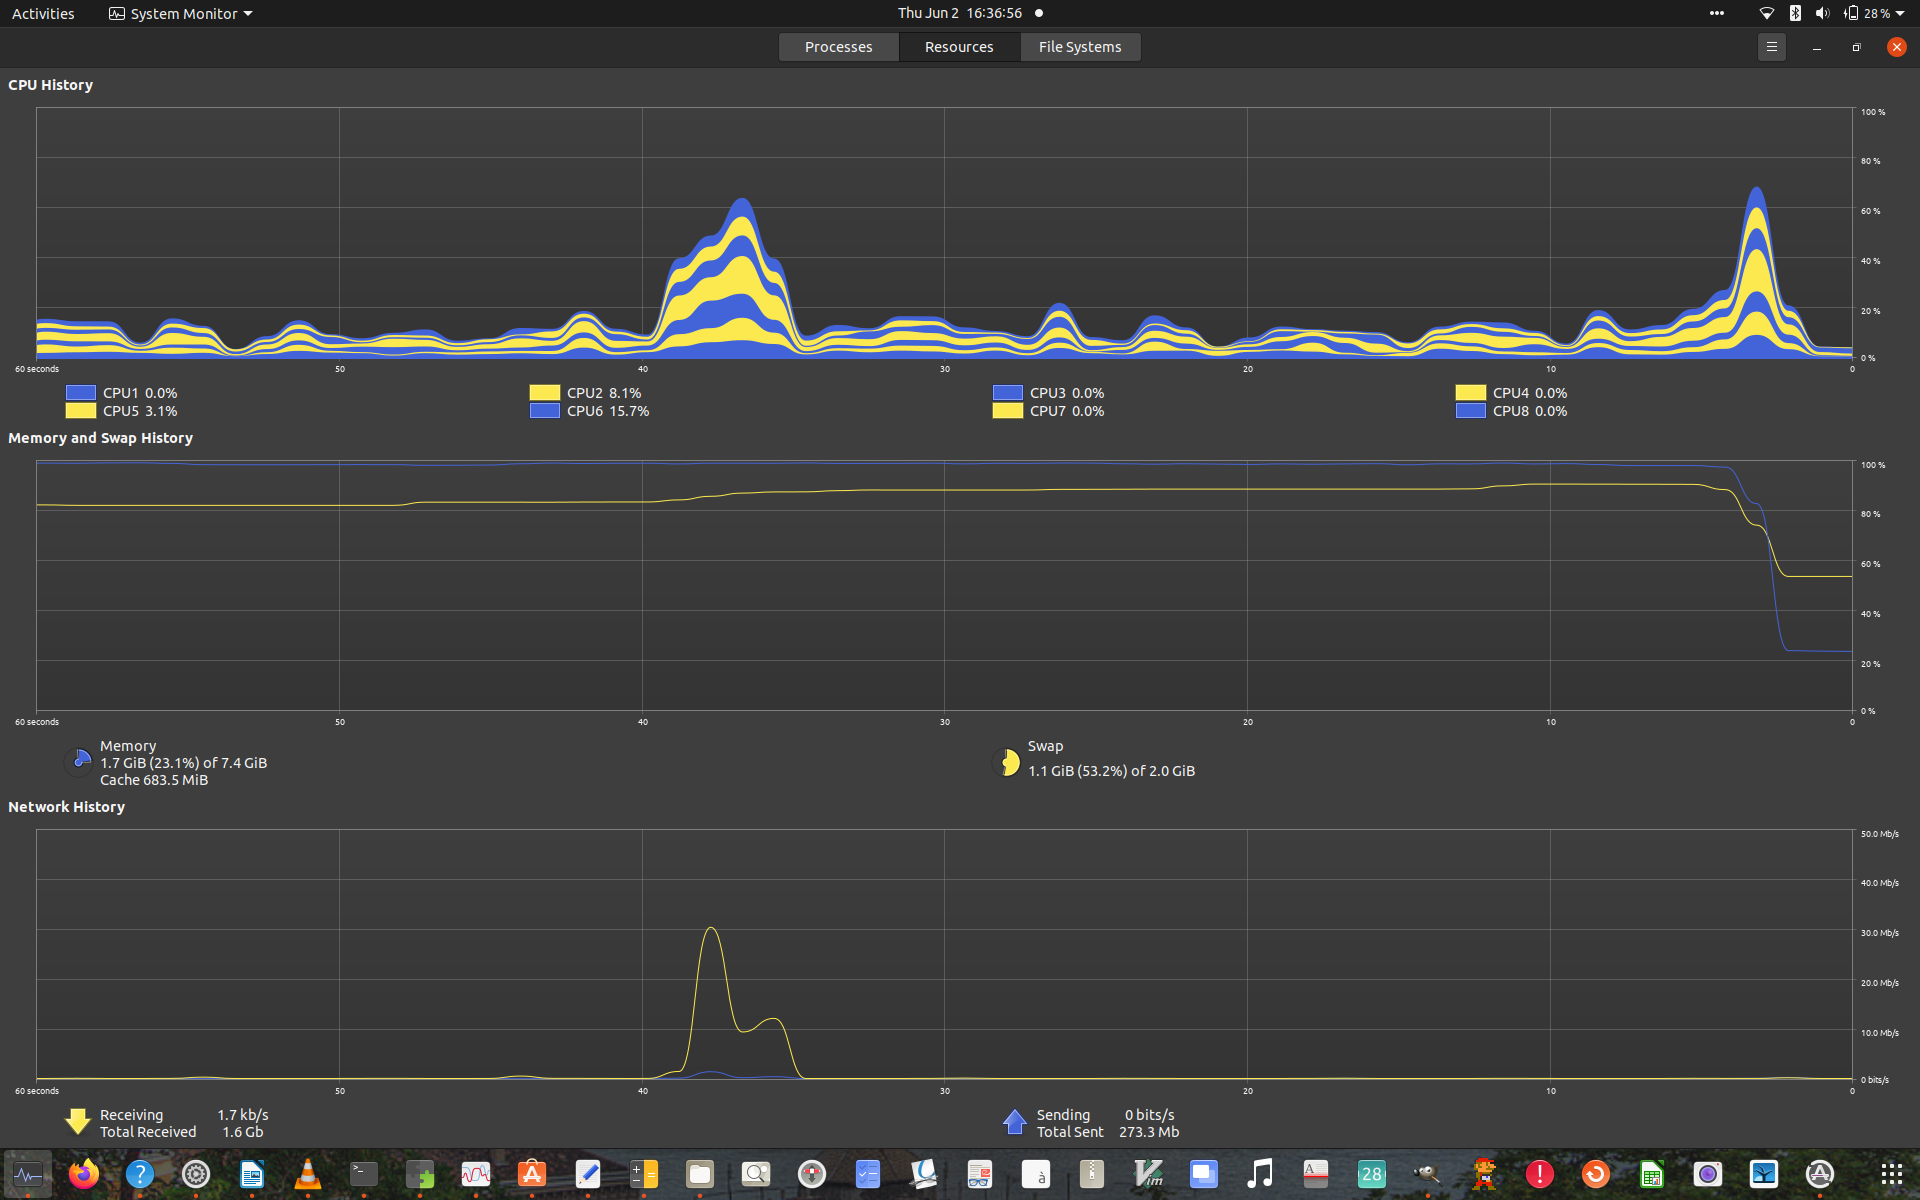 Activities System Monitor Thu Jun 2 16:36:56 28 %
Processes Resources File Systems
CPU History
100 %
80 %
60 %
40 %
20 %
0 %
60 seconds 50 40 30 20 10 0
CPU1 0.0% CPU2 8.1% CPU3 0.0% CPU4 0.0%
CPU5 3.1% CPU6 15.7% CPU7 0.0% CPU8 0.0%
Memory and Swap History
100 %
80 %
60 %
40 %
20 %
0 %
60 seconds 50 40 30 20 10 0
Memory
1.7 GiB (23.1%) of 7.4 GiB
Cache 683.5 MiB
Swap
1.1 GiB (53.2%) of 2.0 GiB
Network History
50.0 Mb/s
40.0 Mb/s
30.0 Mb/s
20.0 Mb/s
10.0 Mb/s
0 bits/s
60 seconds 50 40 30 20 10 0
Receiving 1.7 kb/s Sending 0 bits/s
Total Received 1.6 Gb Total Sent 273.3 Mb
? >_ A à Vim A 28 !